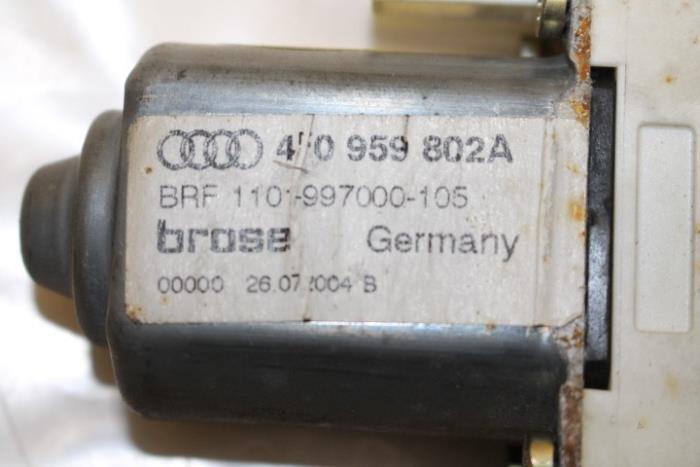 4F0 959 802A
BRF 1101-997000-105
brose Germany
00000 26.07.2004 B